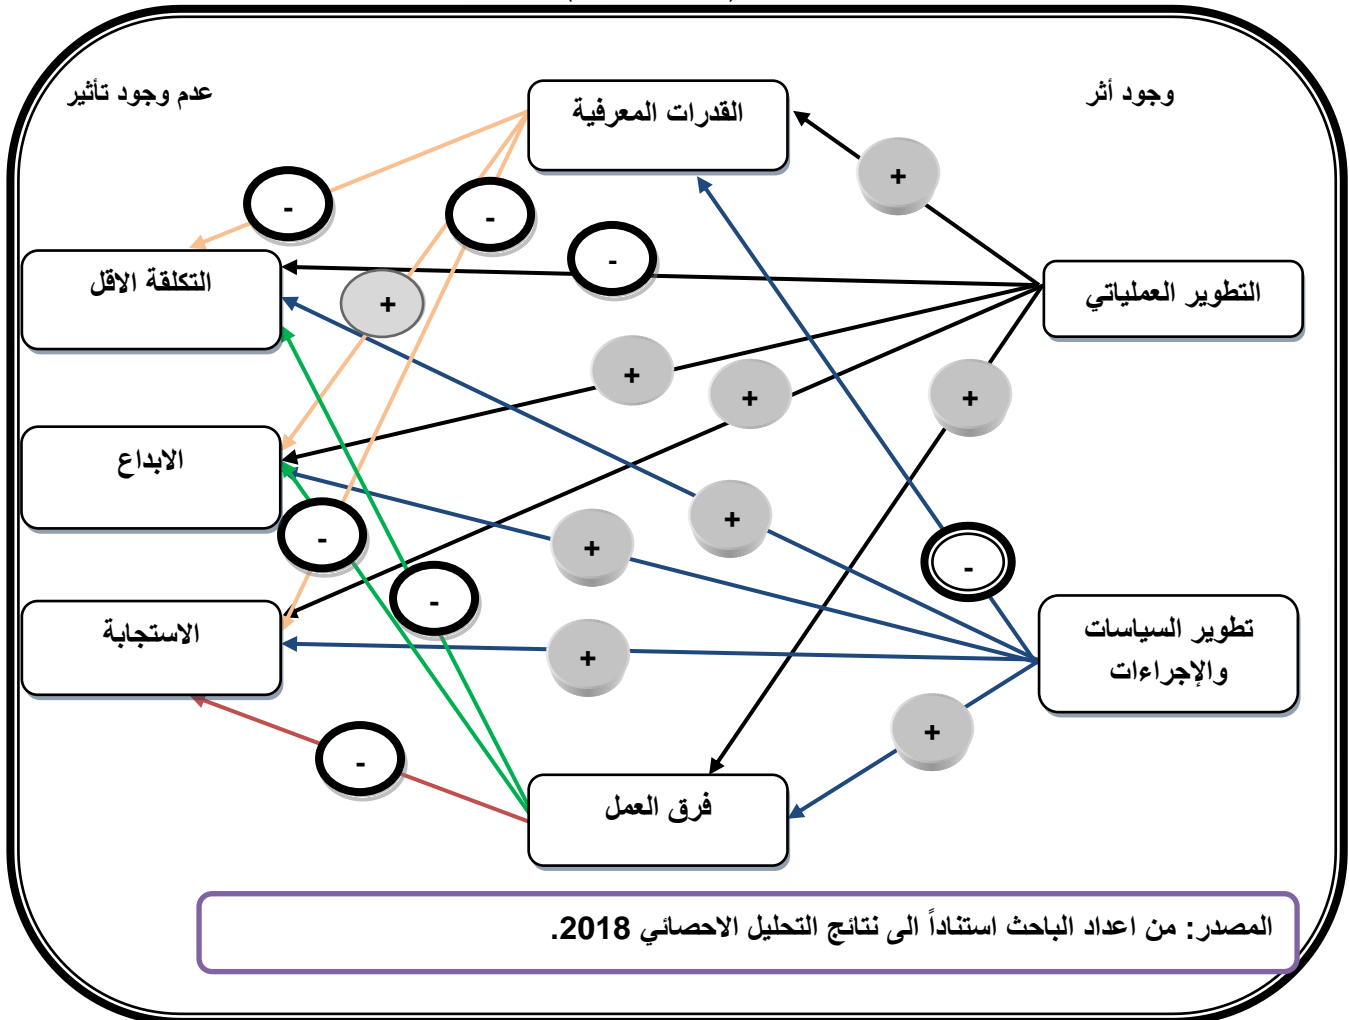 وجود أثر
عدم وجود تأثير
القدرات المعرفية
+
-
-
-
التكلقة الاقل
+
التطوير العملياتي
+
+
+
الابداع
+
-
+
-
-
الاستجابة
+
تطوير السياسات
والإجراءات
+
-
فرق العمل
المصدر: من اعداد الباحث استناداً الى نتائج التحليل الاحصائي 2018.